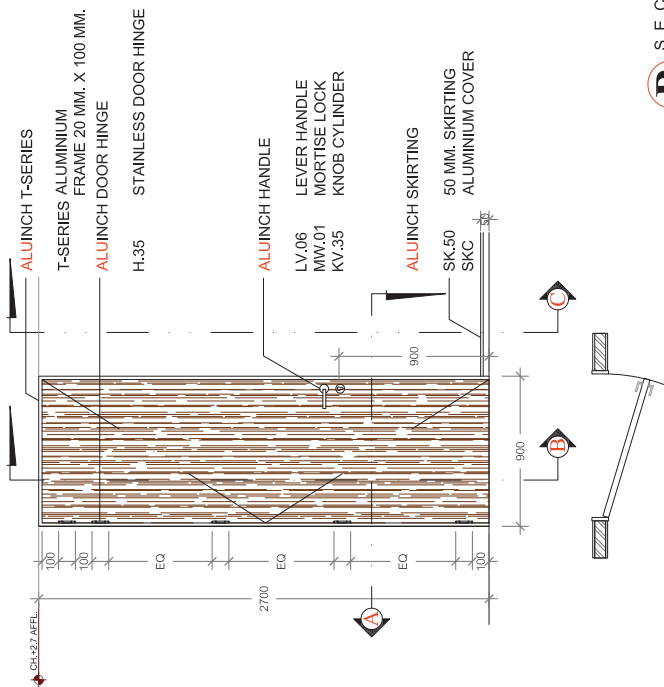 ALUINCH T-SERIES
T-SERIES ALUMINIUM
FRAME 20 MM. X 100 MM.
ALUINCH DOOR HINGE
H.35 STAINLESS DOOR HINGE
ALUINCH HANDLE
LV.06 LEVER HANDLE
MW.01 MORTISE LOCK
KV.35 KNOB CYLINDER
ALUINCH SKIRTING
SK.50 50 MM. SKIRTING
SKC ALUMINIUM COVER
CH.+2.7 AFFL.
100
100
EQ
EQ
EQ
100
2700
900
900
50
A
B
C
B
S E C